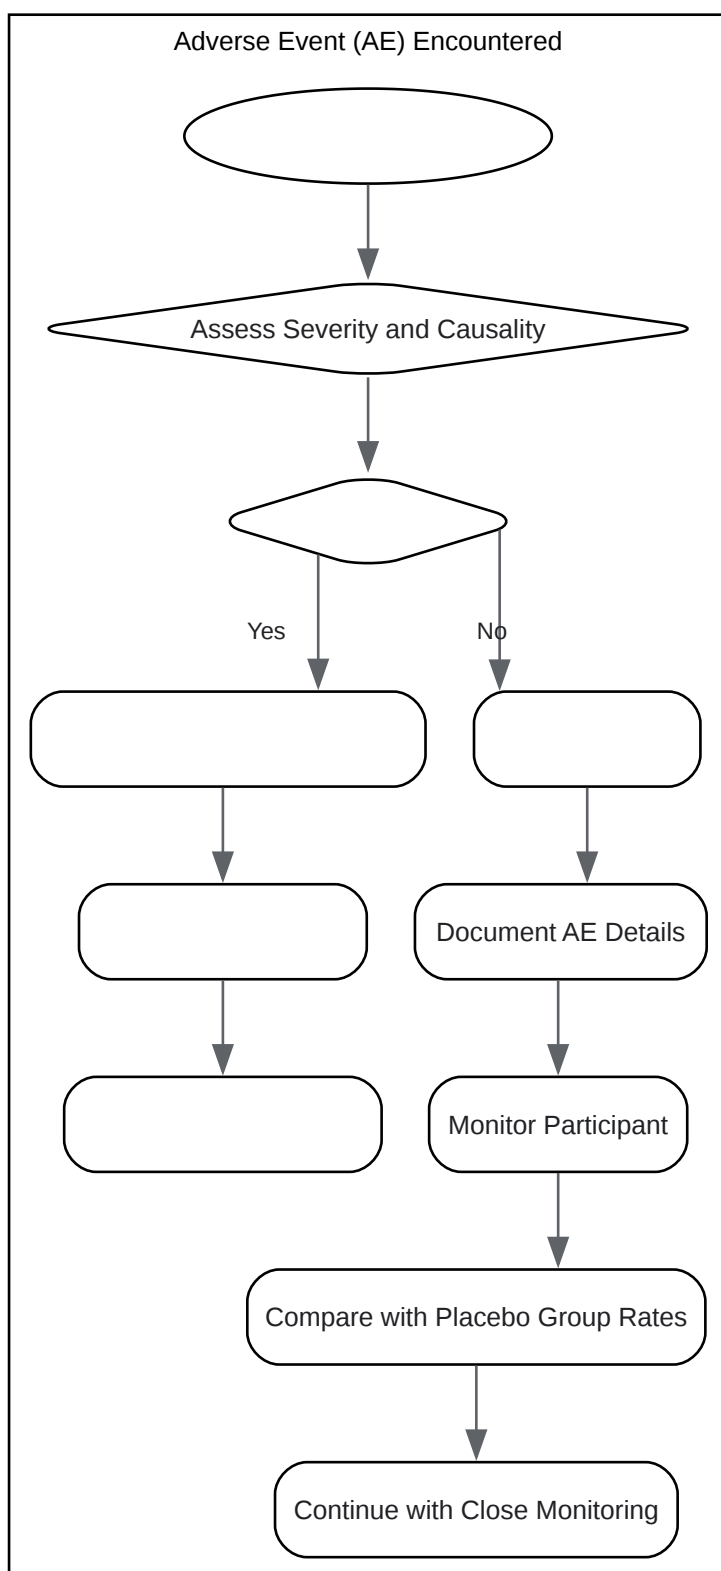 Adverse Event (AE) Encountered
Assess Severity and Causality
Yes
No
Document AE Details
Monitor Participant
Compare with Placebo Group Rates
Continue with Close Monitoring